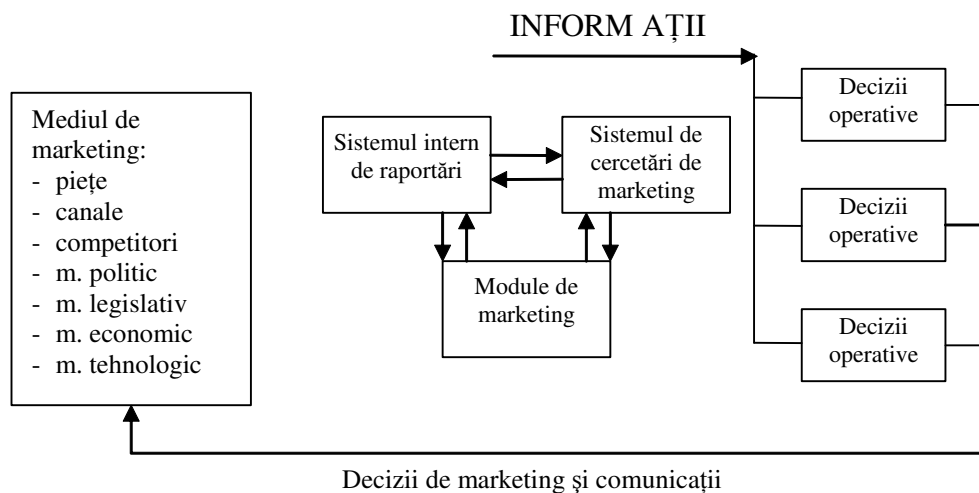 INFORM AȚII
Mediul de
marketing:
- piețe
- canale
- competitori
- m. politic
- m. legislativ
- m. economic
- m. tehnologic
Sistemul intern
de raportări
Sistemul de
cercetări de
marketing
Module de
marketing
Decizii
operative
Decizii
operative
Decizii
operative
Decizii de marketing şi comunicații